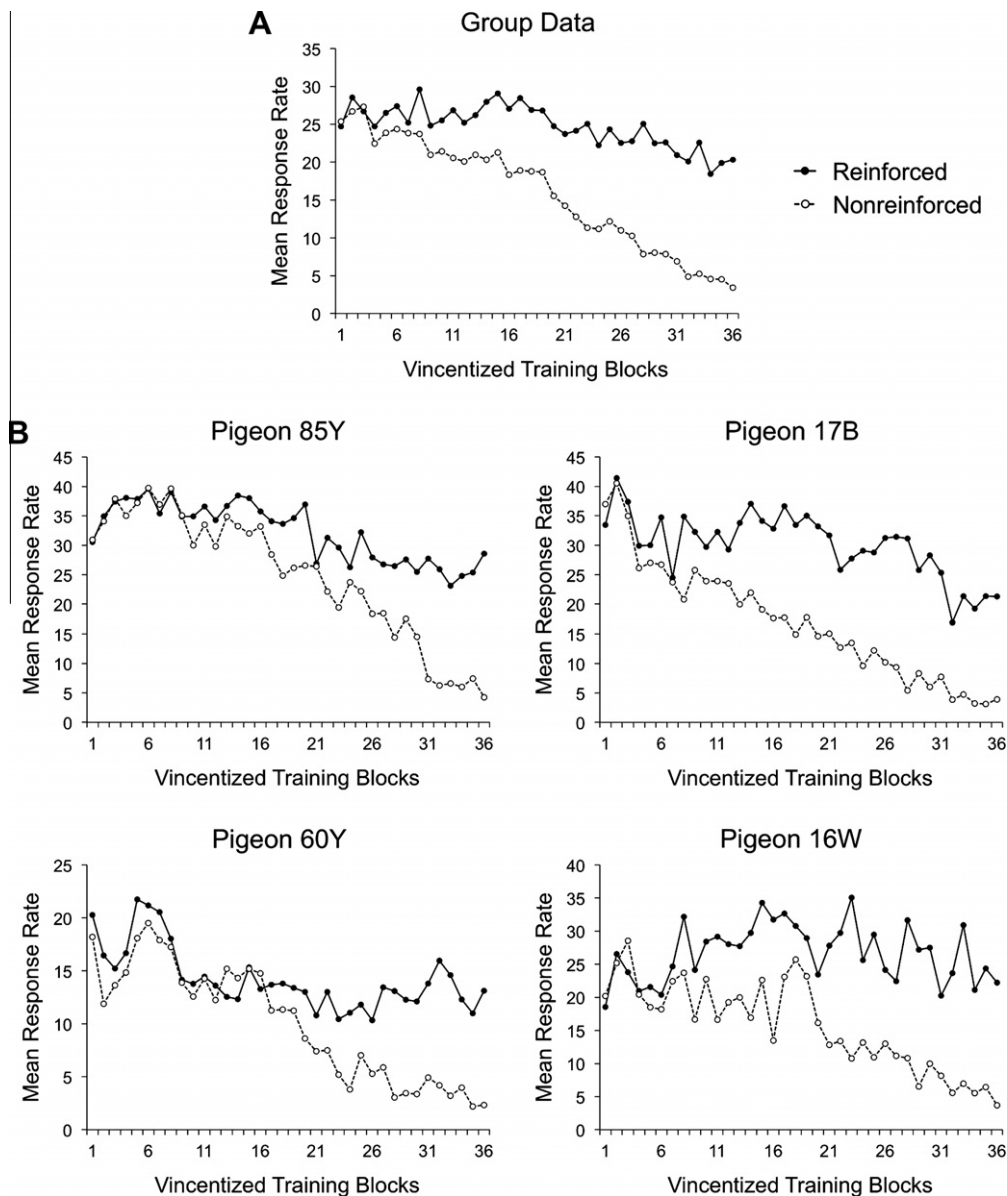 A
Group Data
35
30
25
20
15
10
5
0
Mean Response Rate
1 6 11 16 21 26 31 36
Vincentized Training Blocks
Reinforced
Nonreinforced
B
Pigeon 85Y
45
40
35
30
25
20
15
10
5
0
Mean Response Rate
1 6 11 16 21 26 31 36
Vincentized Training Blocks
Pigeon 17B
45
40
35
30
25
20
15
10
5
0
Mean Response Rate
1 6 11 16 21 26 31 36
Vincentized Training Blocks
Pigeon 60Y
25
20
15
10
5
0
Mean Response Rate
1 6 11 16 21 26 31 36
Vincentized Training Blocks
Pigeon 16W
40
35
30
25
20
15
10
5
0
Mean Response Rate
1 6 11 16 21 26 31 36
Vincentized Training Blocks